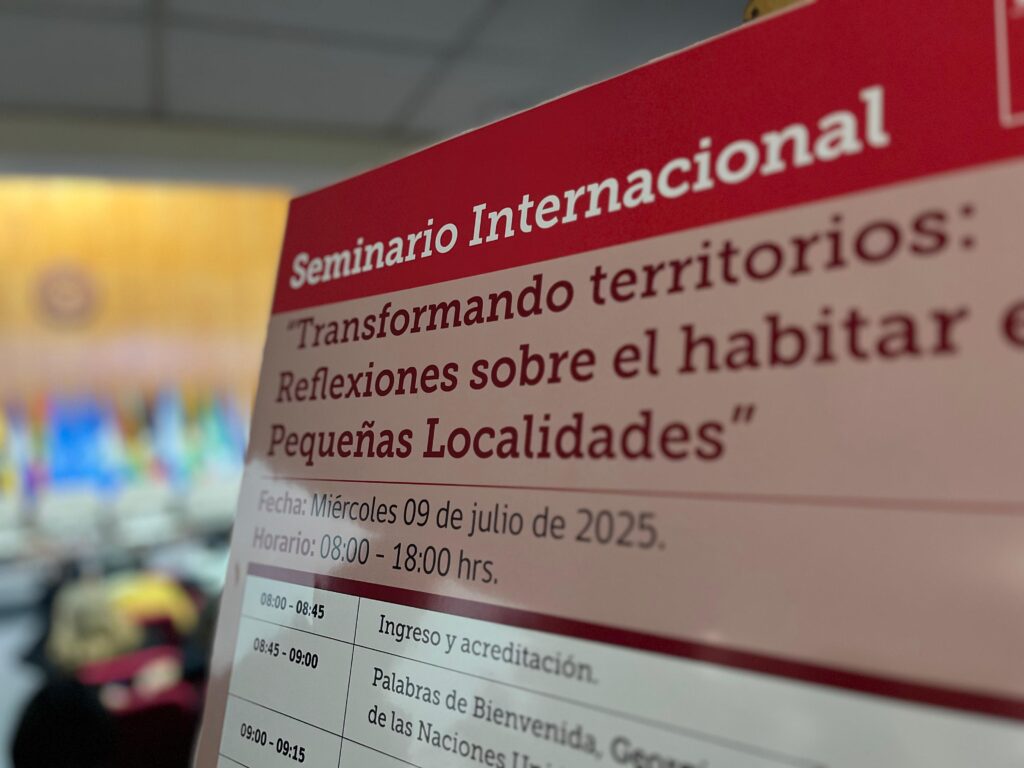 Seminario Internacional
"Transformando territorios:
Reflexiones sobre el habitar
Pequeñas Localidades"
Fecha: Miércoles 09 de julio de 2025.
Horario: 08:00 - 18:00 hrs.
08:00 - 08:45 Ingreso y acreditación.
08:45 - 09:00 Palabras de Bienvenida,
de las Naciones
09:00 - 09:15